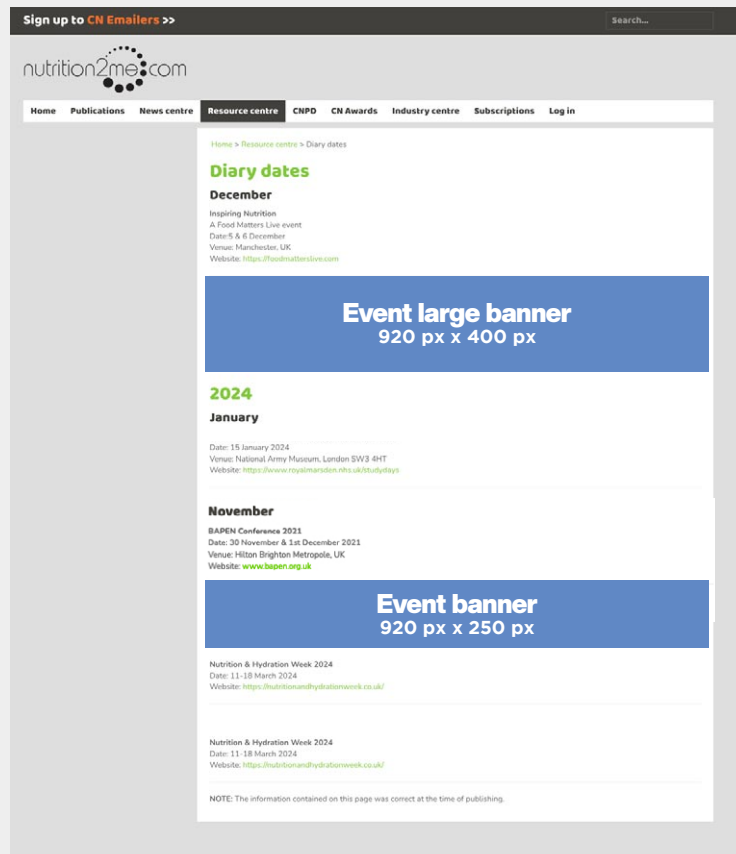 Sign up to CN Emailers >>
Search...
nutrition2me.com
Home Publications News centre Resource centre CNPD CN Awards Industry centre Subscriptions Log in
Home > Resource centre > Diary dates
Diary dates
December
Inspiring Nutrition
A Food Matters Live event
Date:5 & 6 December
Venue: Manchester, UK
Website: https://foodmatterslive.com
Event large banner
920 px x 400 px
2024
January
Date: 15 January 2024
Venue: National Army Museum, London SW3 4HT
Website: https://www.royalmarsden.nhs.uk/studydays
November
BAPEN Conference 2021
Date: 30 November & 1st December 2021
Venue: Hilton Brighton Metropole, UK
Website: www.bapen.org.uk
Event banner
920 px x 250 px
Nutrition & Hydration Week 2024
Date: 11-18 March 2024
Website: https://nutritionandhydrationweek.co.uk/
Nutrition & Hydration Week 2024
Date: 11-18 March 2024
Website: https://nutritionandhydrationweek.co.uk/
NOTE: The information contained on this page was correct at the time of publishing.